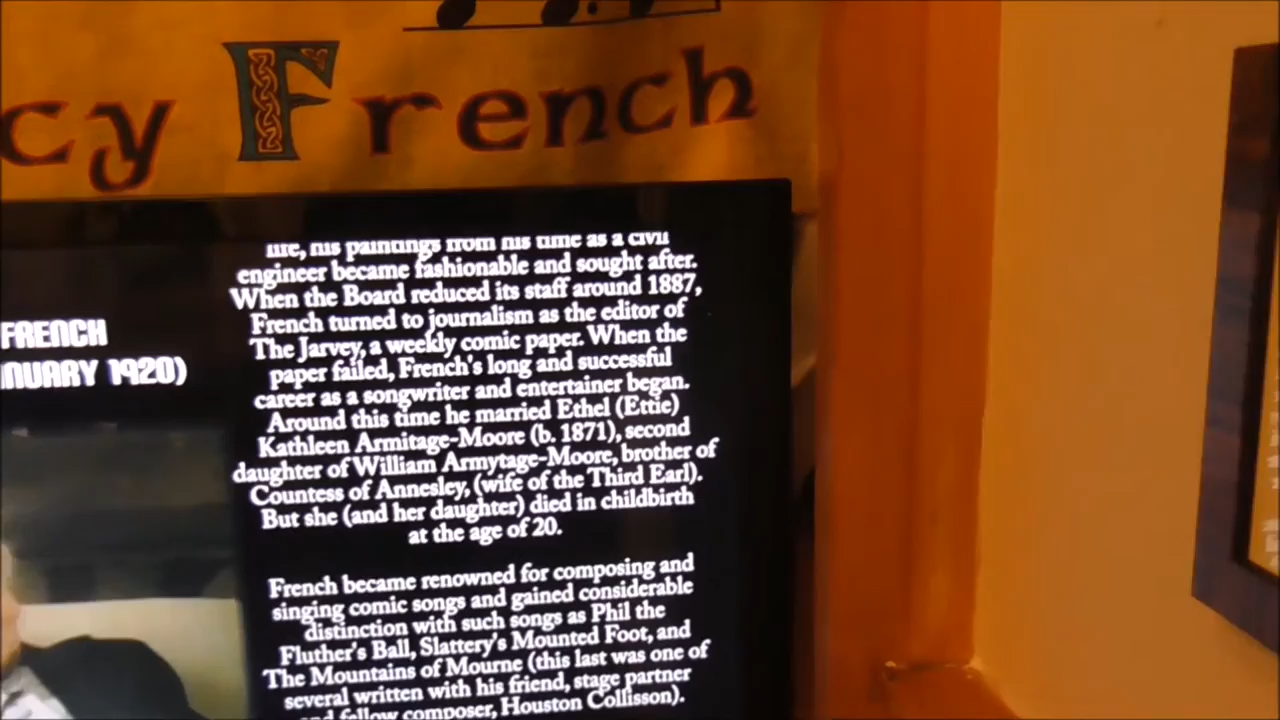 cy French
FRENCH
NUARY 1920)
life, his paintings from his time as a civil
engineer became fashionable and sought after.
When the Board reduced its staff around 1887,
French turned to journalism as the editor of
The Jarvey, a weekly comic paper. When the
paper failed, French's long and successful
career as a songwriter and entertainer began.
Around this time he married Ethel (Ettie)
Kathleen Armitage-Moore (b. 1871), second
daughter of William Armytage-Moore, brother of
Countess of Annesley, (wife of the Third Earl).
But she (and her daughter) died in childbirth
at the age of 20.
French became renowned for composing and
singing comic songs and gained considerable
distinction with such songs as Phil the
Fluther's Ball, Slattery's Mounted Foot, and
The Mountains of Mourne (this last was one of
several written with his friend, stage partner
and fellow composer, Houston Collisson).